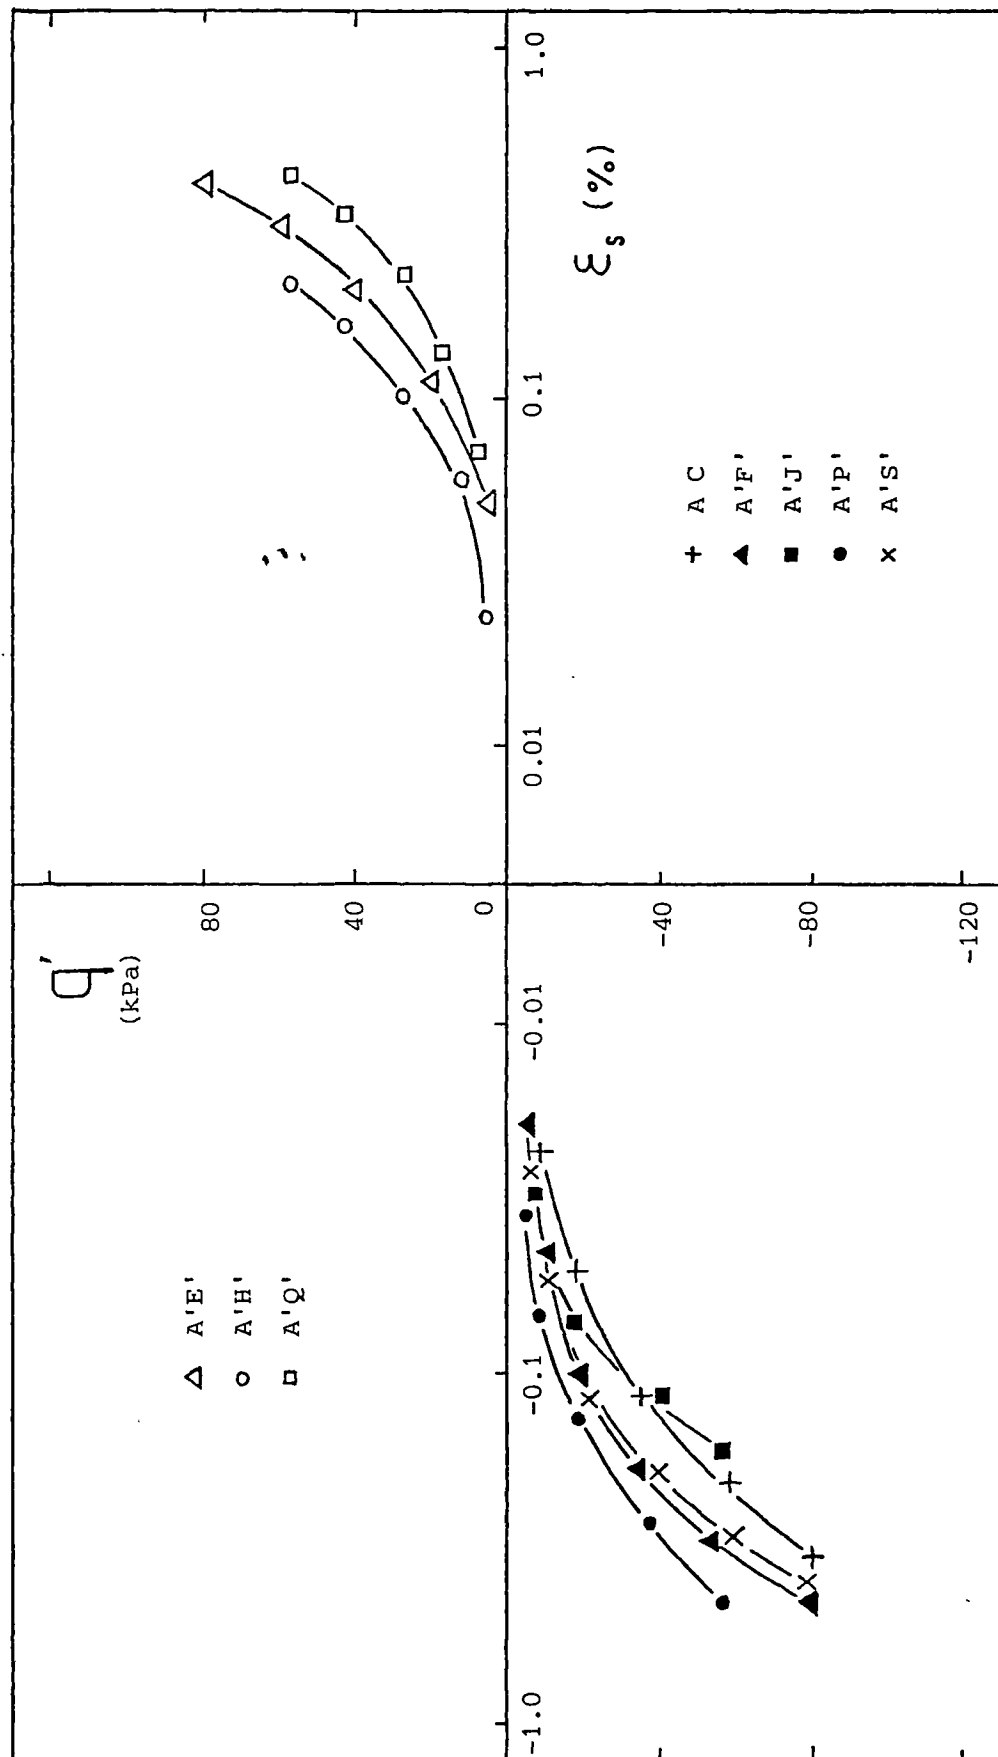 q'
(kPa)
80
40
0
-40
-80
-120
-1.0
-0.1
-0.01
0.01
0.1
1.0
εs (%)
△ A'E'
○ A'H'
□ A'Q'
+ A C
▲ A'F'
■ A'J'
● A'P'
× A'S'